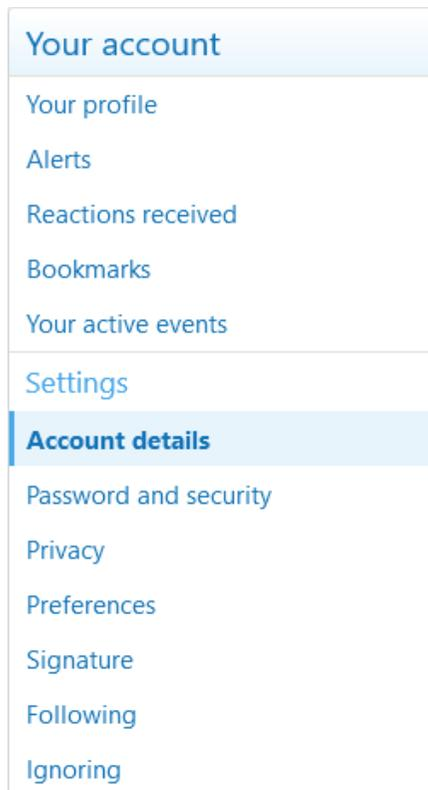 Your account
Your profile
Alerts
Reactions received
Bookmarks
Your active events
Settings
Account details
Password and security
Privacy
Preferences
Signature
Following
Ignoring